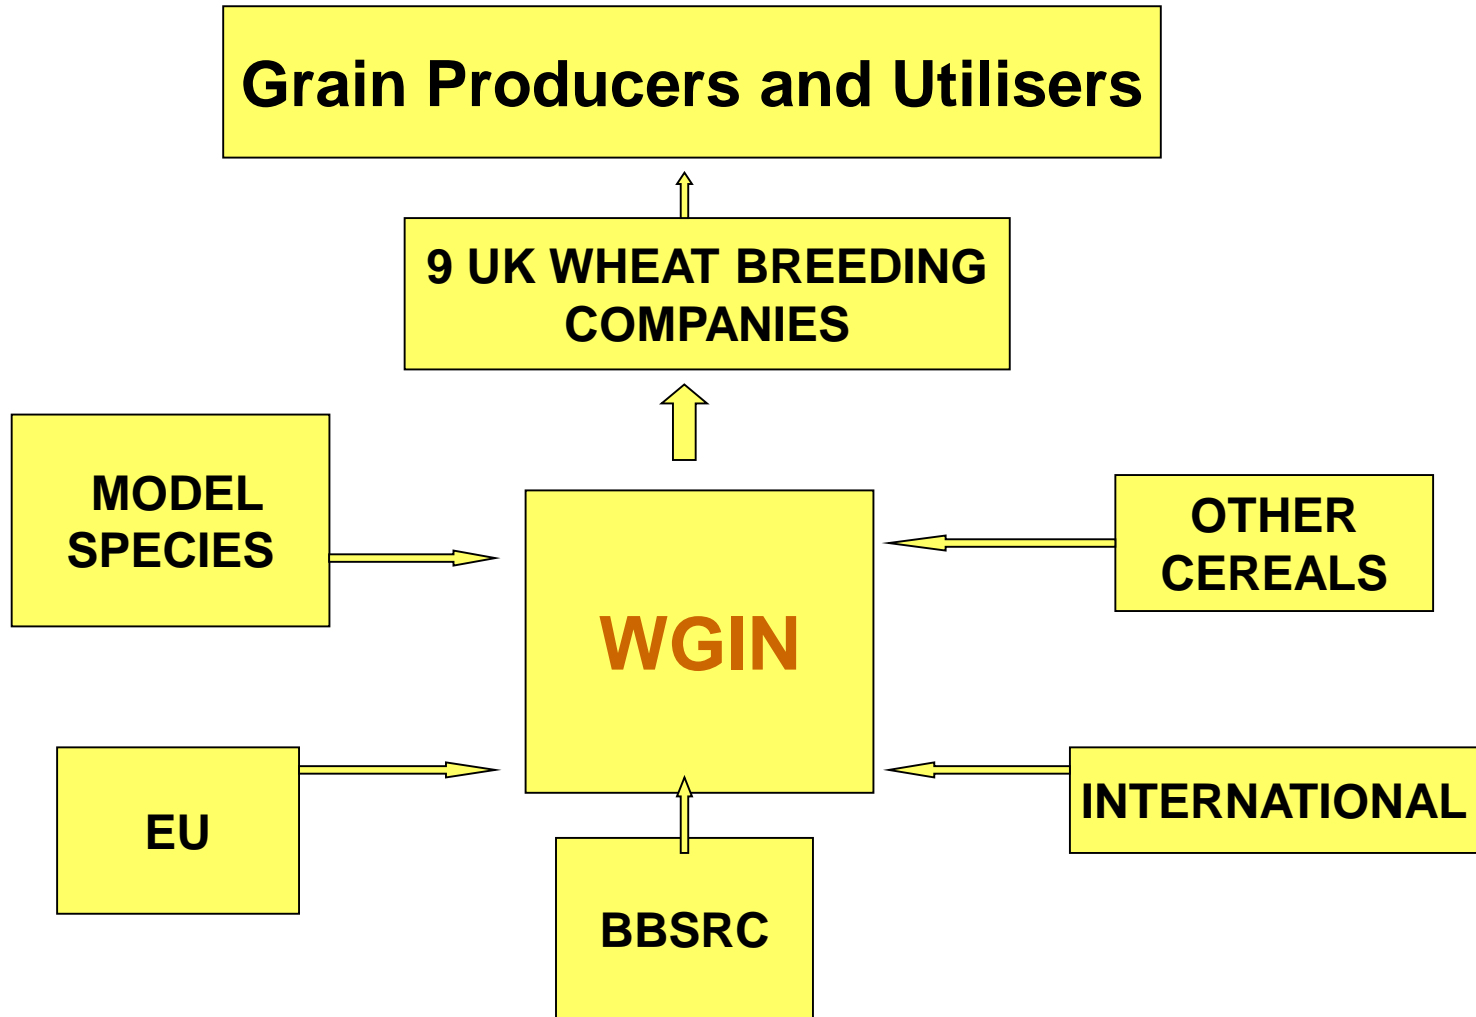 Grain Producers and Utilisers
9 UK WHEAT BREEDING
COMPANIES
MODEL
SPECIES
OTHER
CEREALS
WGIN
EU
INTERNATIONAL
BBSRC